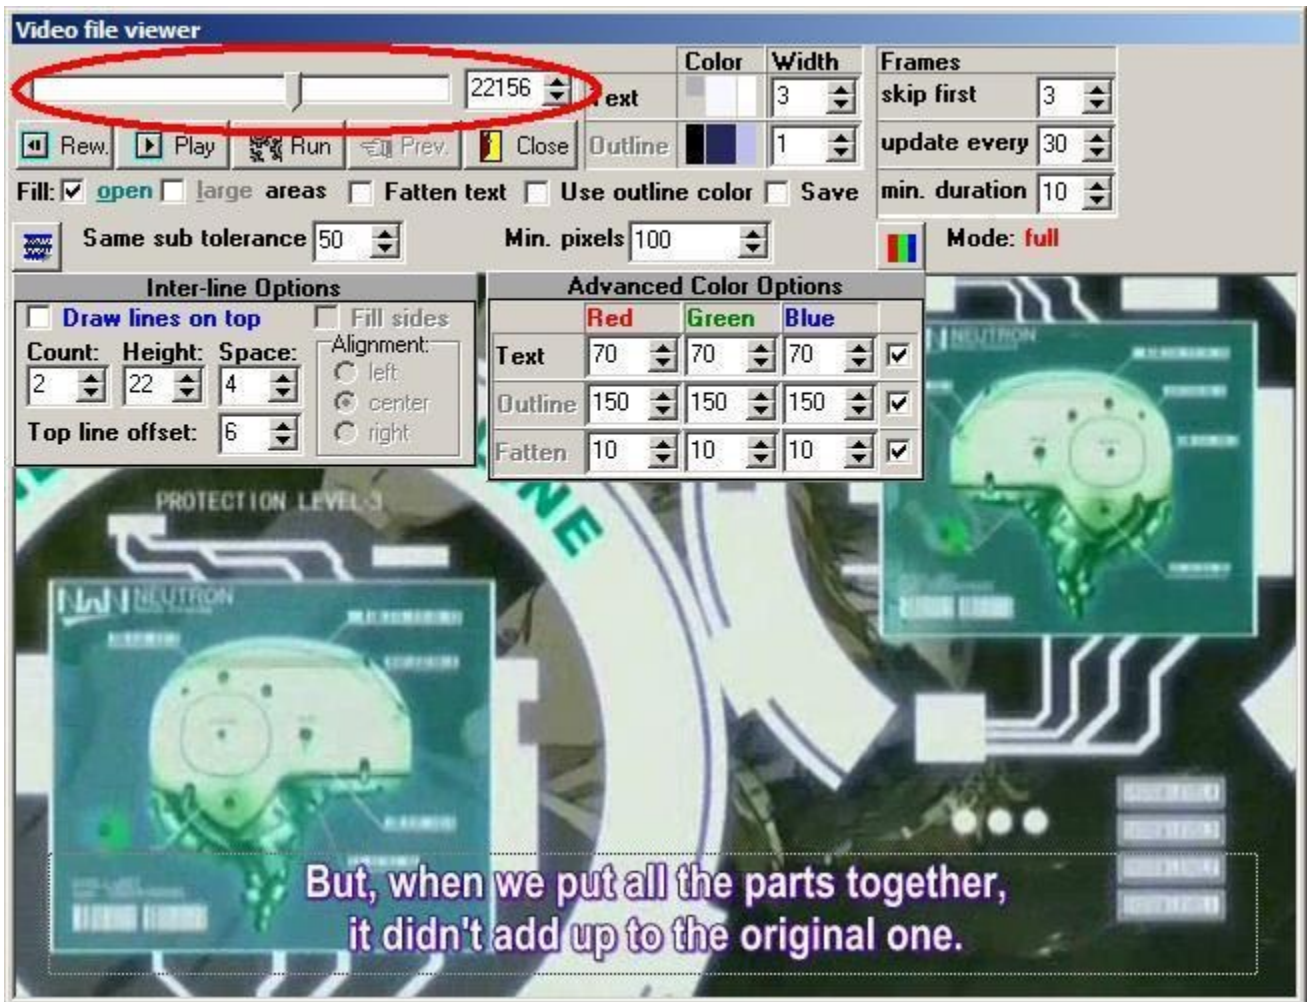 Video file viewer
22156
Color Width
Text 3
Outline 1
Frames
skip first 3
update every 30
min. duration 10
Rew. Play Run Prev. Close
Fill: open large areas Fatten text Use outline color Save
Same sub tolerance 50 Min. pixels 100 Mode: full
Inter-line Options
Draw lines on top Fill sides
Count: Height: Space: Alignment:
2 22 4 left
center
Top line offset: 6 right
Advanced Color Options
Red Green Blue
Text 70 70 70
Outline 150 150 150
Fatten 10 10 10
NEUTRON
PROTECTION LEVEL-3
NEUTRON
But, when we put all the parts together,
it didn't add up to the original one.